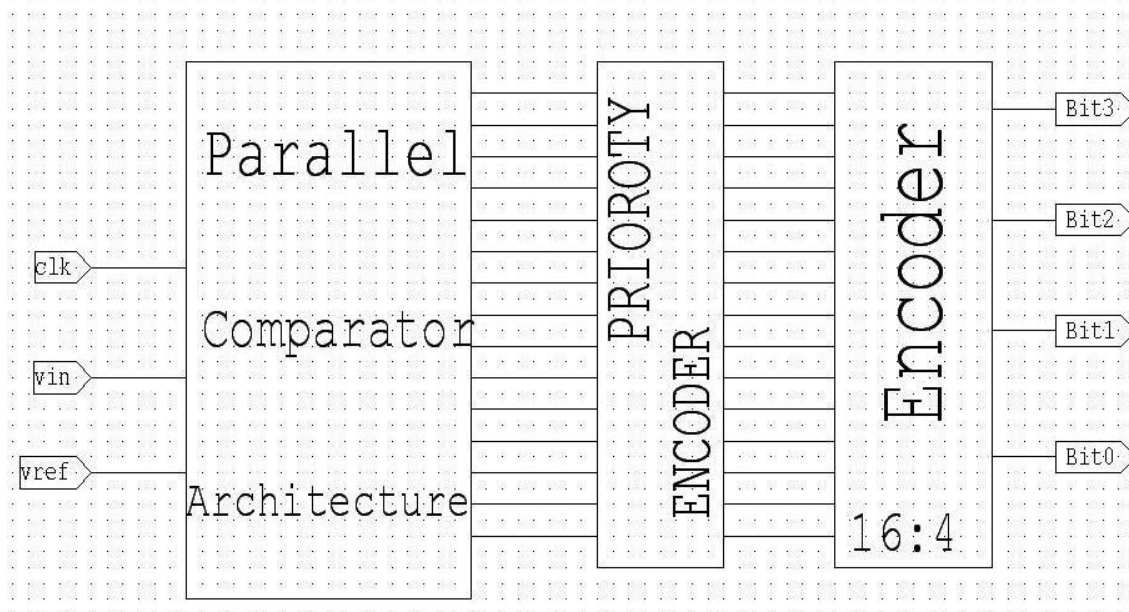 clk
vin
vref
Parallel
Comparator
Architecture
PRIOROTY
ENCODER
Encoder
16:4
Bit3
Bit2
Bit1
Bit0